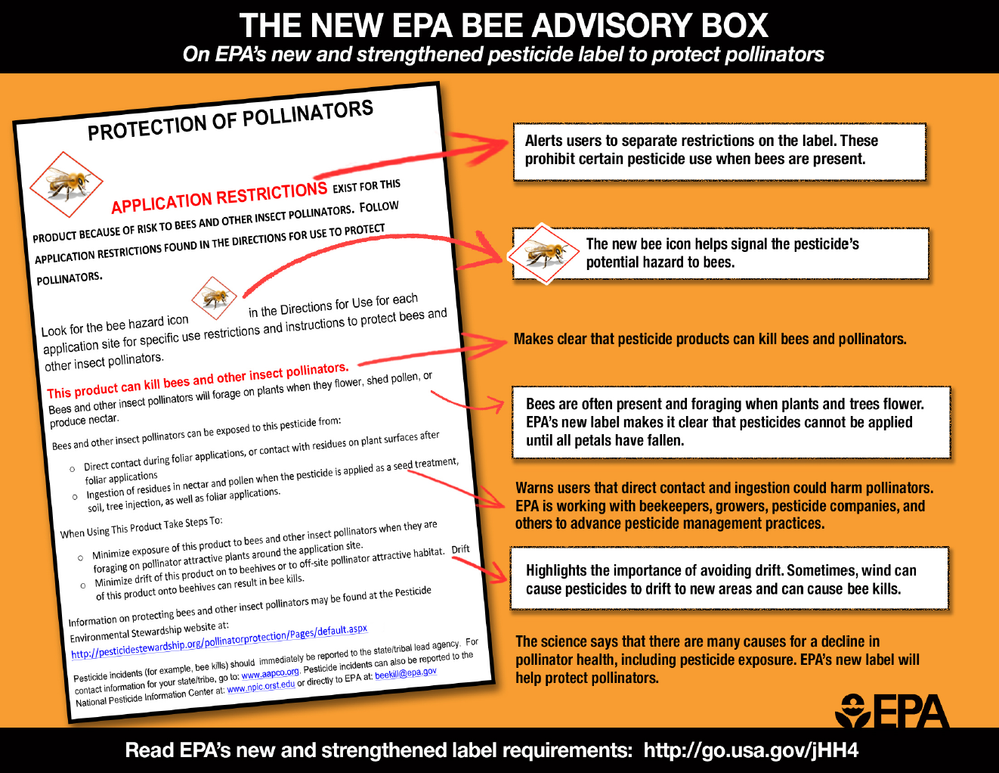 THE NEW EPA BEE ADVISORY BOX
On EPA's new and strengthened pesticide label to protect pollinators
PROTECTION OF POLLINATORS
APPLICATION RESTRICTIONS EXIST FOR THIS
PRODUCT BECAUSE OF RISK TO BEES AND OTHER INSECT POLLINATORS. FOLLOW
APPLICATION RESTRICTIONS FOUND IN THE DIRECTIONS FOR USE TO PROTECT
POLLINATORS.
Look for the bee hazard icon in the Directions for Use for each
application site for specific use restrictions and instructions to protect bees and
other insect pollinators.
This product can kill bees and other insect pollinators.
Bees and other insect pollinators will forage on plants when they flower, shed pollen, or
produce nectar.
Bees and other insect pollinators can be exposed to this pesticide from:
o Direct contact during foliar applications, or contact with residues on plant surfaces after
foliar applications
o Ingestion of residues in nectar and pollen when the pesticide is applied as a seed treatment,
soil, tree injection, as well as foliar applications.
When Using This Product Take Steps To:
o Minimize exposure of this product to bees and other insect pollinators when they are
foraging on pollinator attractive plants around the application site.
o Minimize drift of this product on to beehives or to off-site pollinator attractive habitat. Drift
of this product onto beehives can result in bee kills.
Information on protecting bees and other insect pollinators may be found at the Pesticide
Environmental Stewardship website at:
http://pesticidestewardship.org/pollinatorprotection/Pages/default.aspx
Pesticide incidents (for example, bee kills) should immediately be reported to the state/tribal lead agency. For
contact information for your state/tribe, go to: www.aapco.org. Pesticide incidents can also be reported to the
National Pesticide Information Center at: www.npic.orst.edu or directly to EPA at: beekill@epa.gov
Alerts users to separate restrictions on the label. These
prohibit certain pesticide use when bees are present.
The new bee icon helps signal the pesticide's
potential hazard to bees.
Makes clear that pesticide products can kill bees and pollinators.
Bees are often present and foraging when plants and trees flower.
EPA's new label makes it clear that pesticides cannot be applied
until all petals have fallen.
Warns users that direct contact and ingestion could harm pollinators.
EPA is working with beekeepers, growers, pesticide companies, and
others to advance pesticide management practices.
Highlights the importance of avoiding drift. Sometimes, wind can
cause pesticides to drift to new areas and can cause bee kills.
The science says that there are many causes for a decline in
pollinator health, including pesticide exposure. EPA's new label will
help protect pollinators.
EPA
Read EPA's new and strengthened label requirements: http://go.usa.gov/jHH4